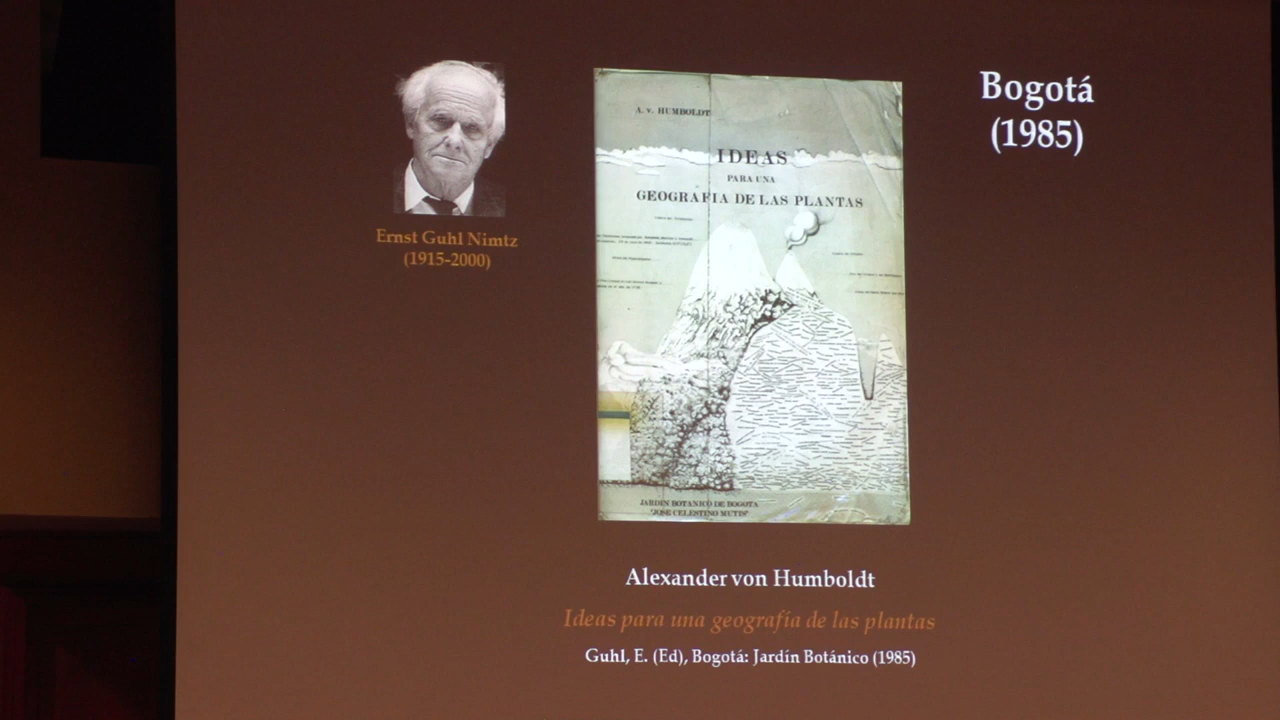 Bogotá
(1985)
Ernst Guhl Nimtz
(1915-2000)
A. v. HUMBOLDT
IDEAS
PARA UNA
GEOGRAFIA DE LAS PLANTAS
JARDIN BOTANICO DE BOGOTA
"JOSE CELESTINO MUTIS"
Alexander von Humboldt
Ideas para una geografía de las plantas
Guhl, E. (Ed), Bogotá: Jardín Botánico (1985)